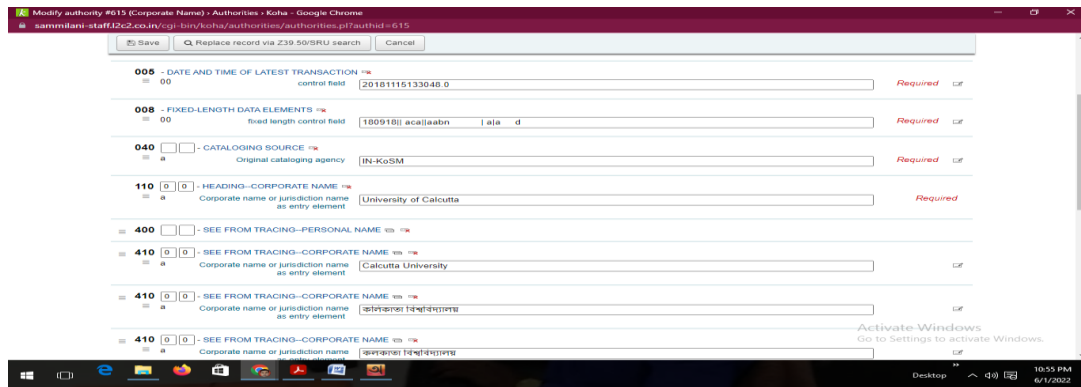 Modify authority #615 (Corporate Name) › Authorities › Koha - Google Chrome
sammilani-staff.l2c2.co.in/cgi-bin/koha/authorities/authorities.pl?authid=615
Save Replace record via Z39.50/SRU search Cancel
005 - DATE AND TIME OF LATEST TRANSACTION
00 control field 20181115133048.0 Required
008 - FIXED-LENGTH DATA ELEMENTS
00 fixed length control field 180918|| aca||aabn | a|a d Required
040 - CATALOGING SOURCE
a Original cataloging agency IN-KoSM Required
110 0 0 - HEADING--CORPORATE NAME
a Corporate name or jurisdiction name as entry element University of Calcutta Required
400 - SEE FROM TRACING--PERSONAL NAME
410 0 0 - SEE FROM TRACING--CORPORATE NAME
a Corporate name or jurisdiction name as entry element Calcutta University
410 0 0 - SEE FROM TRACING--CORPORATE NAME
a Corporate name or jurisdiction name as entry element কলিকাতা বিশ্ববিদ্যালয়
410 0 0 - SEE FROM TRACING--CORPORATE NAME
a Corporate name or jurisdiction name as entry element কলকাতা বিশ্ববিদ্যালয়
Activate Windows
Go to Settings to activate Windows.
Desktop
10:55 PM
6/1/2022